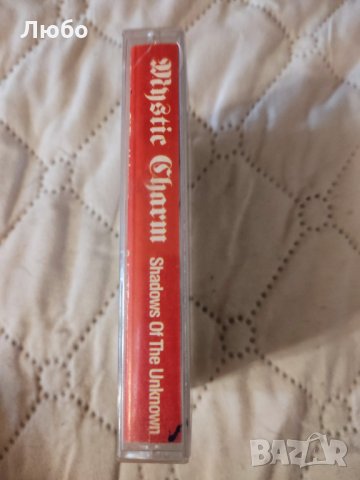 Любо
Mystic Charm
Shadows Of The Unknown
BAZAR